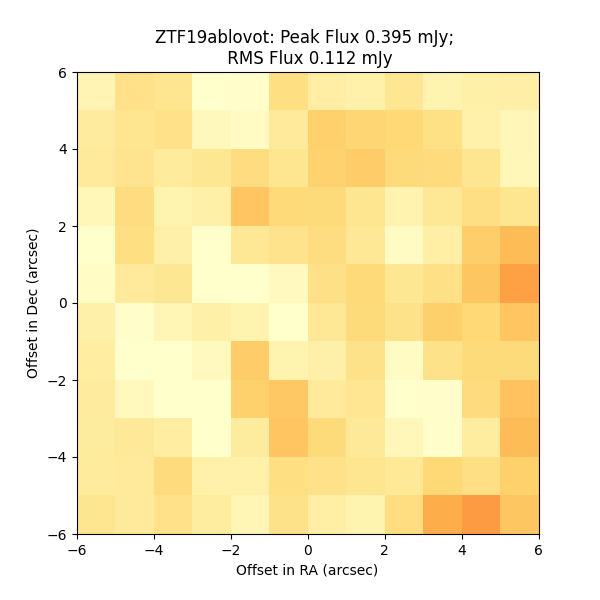 ZTF19ablovot: Peak Flux 0.395 mJy;
RMS Flux 0.112 mJy
6
4
2
0
−2
−4
−6
Offset in Dec (arcsec)
−6 −4 −2 0 2 4 6
Offset in RA (arcsec)